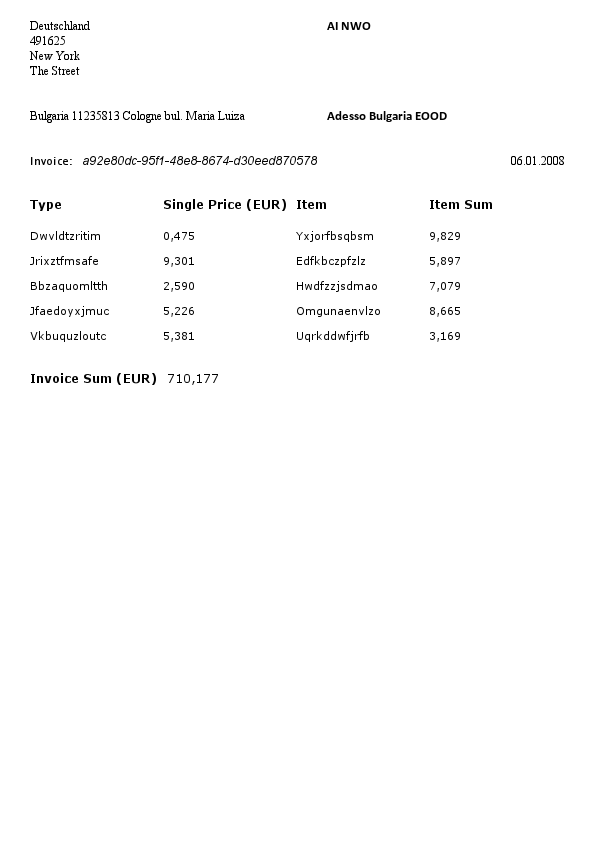 Deutschland AI NWO
491625
New York
The Street
Bulgaria 11235813 Cologne bul. Maria Luiza Adesso Bulgaria EOOD
Invoice: a92e80dc-95f1-48e8-8674-d30eed870578 06.01.2008
Type Single Price (EUR) Item Item Sum
Dwvldtzritim 0,475 Yxjorfbsqbsm 9,829
Jrixztfmsafe 9,301 Edfkbczpfzlz 5,897
Bbzaquomltth 2,590 Hwdfzzjsdmao 7,079
Jfaedoyxjmuc 5,226 Omgunaenvlzo 8,665
Vkbuquzloutc 5,381 Uqrkddwfjrfb 3,169
Invoice Sum (EUR) 710,177